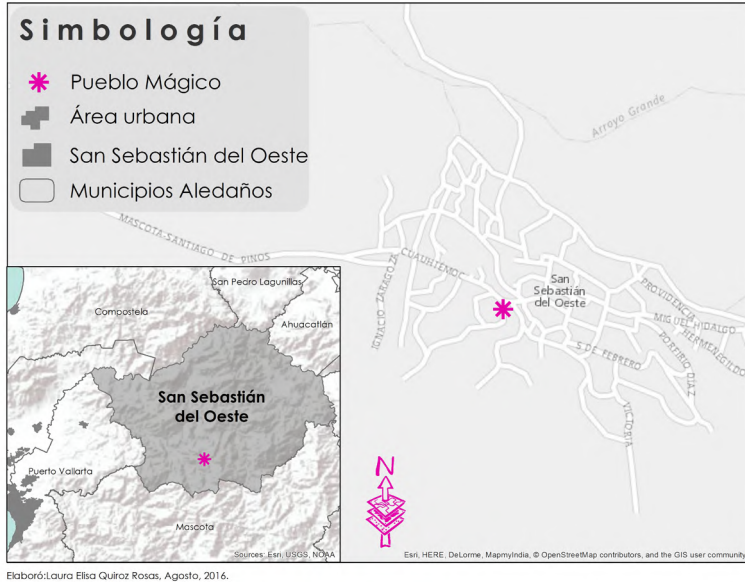 Simbología
Pueblo Mágico
Área urbana
San Sebastián del Oeste
Municipios Aledaños
Arroyo Grande
MASCOTA-SANTIAGO DE PINOS
IGNACIO ZARAGOZA
CUAUHTEMOC
San
Sebastián
del Oeste
PROVIDENCIA
MIGUEL HIDALGO
HERMENEGILDO
PORFIRIO DIAZ
5 DE FEBRERO
VICTORIA
San Pedro Lagunillas
Compostela
Ahuacatlán
San Sebastián
del Oeste
Puerto Vallarta
Mascota
Sources: Esri, USGS, NOAA
N
Esri, HERE, DeLorme, MapmyIndia, © OpenStreetMap contributors, and the GIS user community
Elaboró:Laura Elisa Quiroz Rosas, Agosto, 2016.